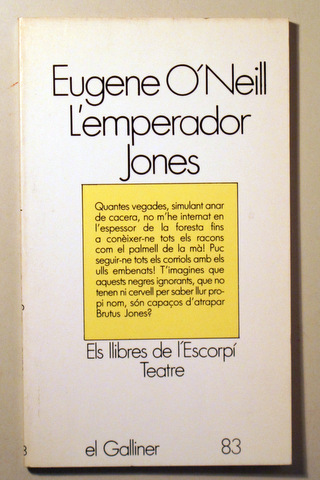 Eugene O'Neill
L'emperador
Jones
Quantes vegades, simulant anar
de cacera, no m'he internat en
l'espessor de la foresta fins
a conèixer-ne tots els racons
com el palmell de la mà! Puc
seguir-ne tots els corriols amb els
ulls embenats! T'imagines que
aquests negres ignorants, que no
tenen ni cervell per saber llur pro-
pi nom, són capaços d'atrapar
Brutus Jones?
Els llibres de l'Escorpí
Teatre
el Galliner 83